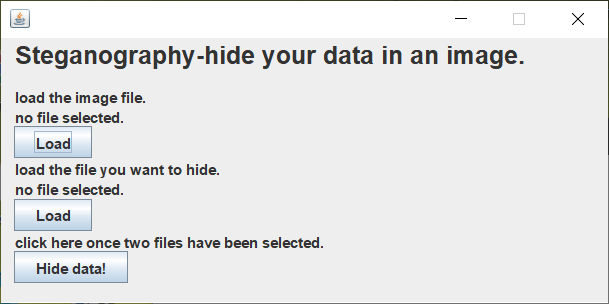 Steganography-hide your data in an image.
load the image file.
no file selected.
Load
load the file you want to hide.
no file selected.
Load
click here once two files have been selected.
Hide data!